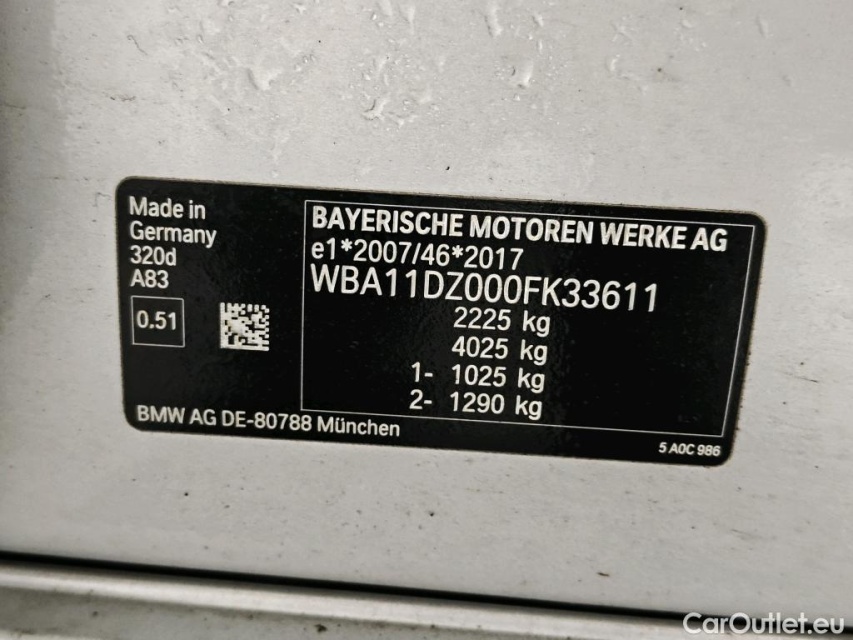 Made in
Germany
320d
A83
0.51
BAYERISCHE MOTOREN WERKE AG
e1*2007/46*2017
WBA11DZ000FK33611
2225 kg
4025 kg
1- 1025 kg
2- 1290 kg
BMW AG DE-80788 München
5 A0C 986
CarOutlet.eu